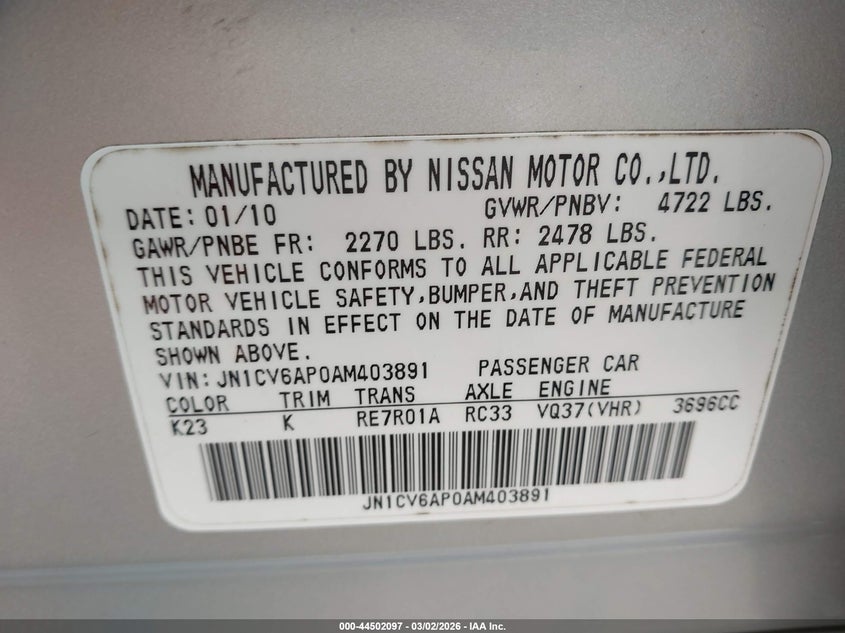 MANUFACTURED BY NISSAN MOTOR CO.,LTD.
DATE: 01/10 GVWR/PNBV: 4722 LBS.
GAWR/PNBE FR: 2270 LBS. RR: 2478 LBS.
THIS VEHICLE CONFORMS TO ALL APPLICABLE FEDERAL
MOTOR VEHICLE SAFETY,BUMPER,AND THEFT PREVENTION
STANDARDS IN EFFECT ON THE DATE OF MANUFACTURE
SHOWN ABOVE.
VIN: JN1CV6AP0AM403891 PASSENGER CAR
COLOR TRIM TRANS AXLE ENGINE
K23 K RE7R01A RC33 VQ37(VHR) 3696CC
JN1CV6AP0AM403891
000-44502097 - 03/02/2026 - IAA Inc.